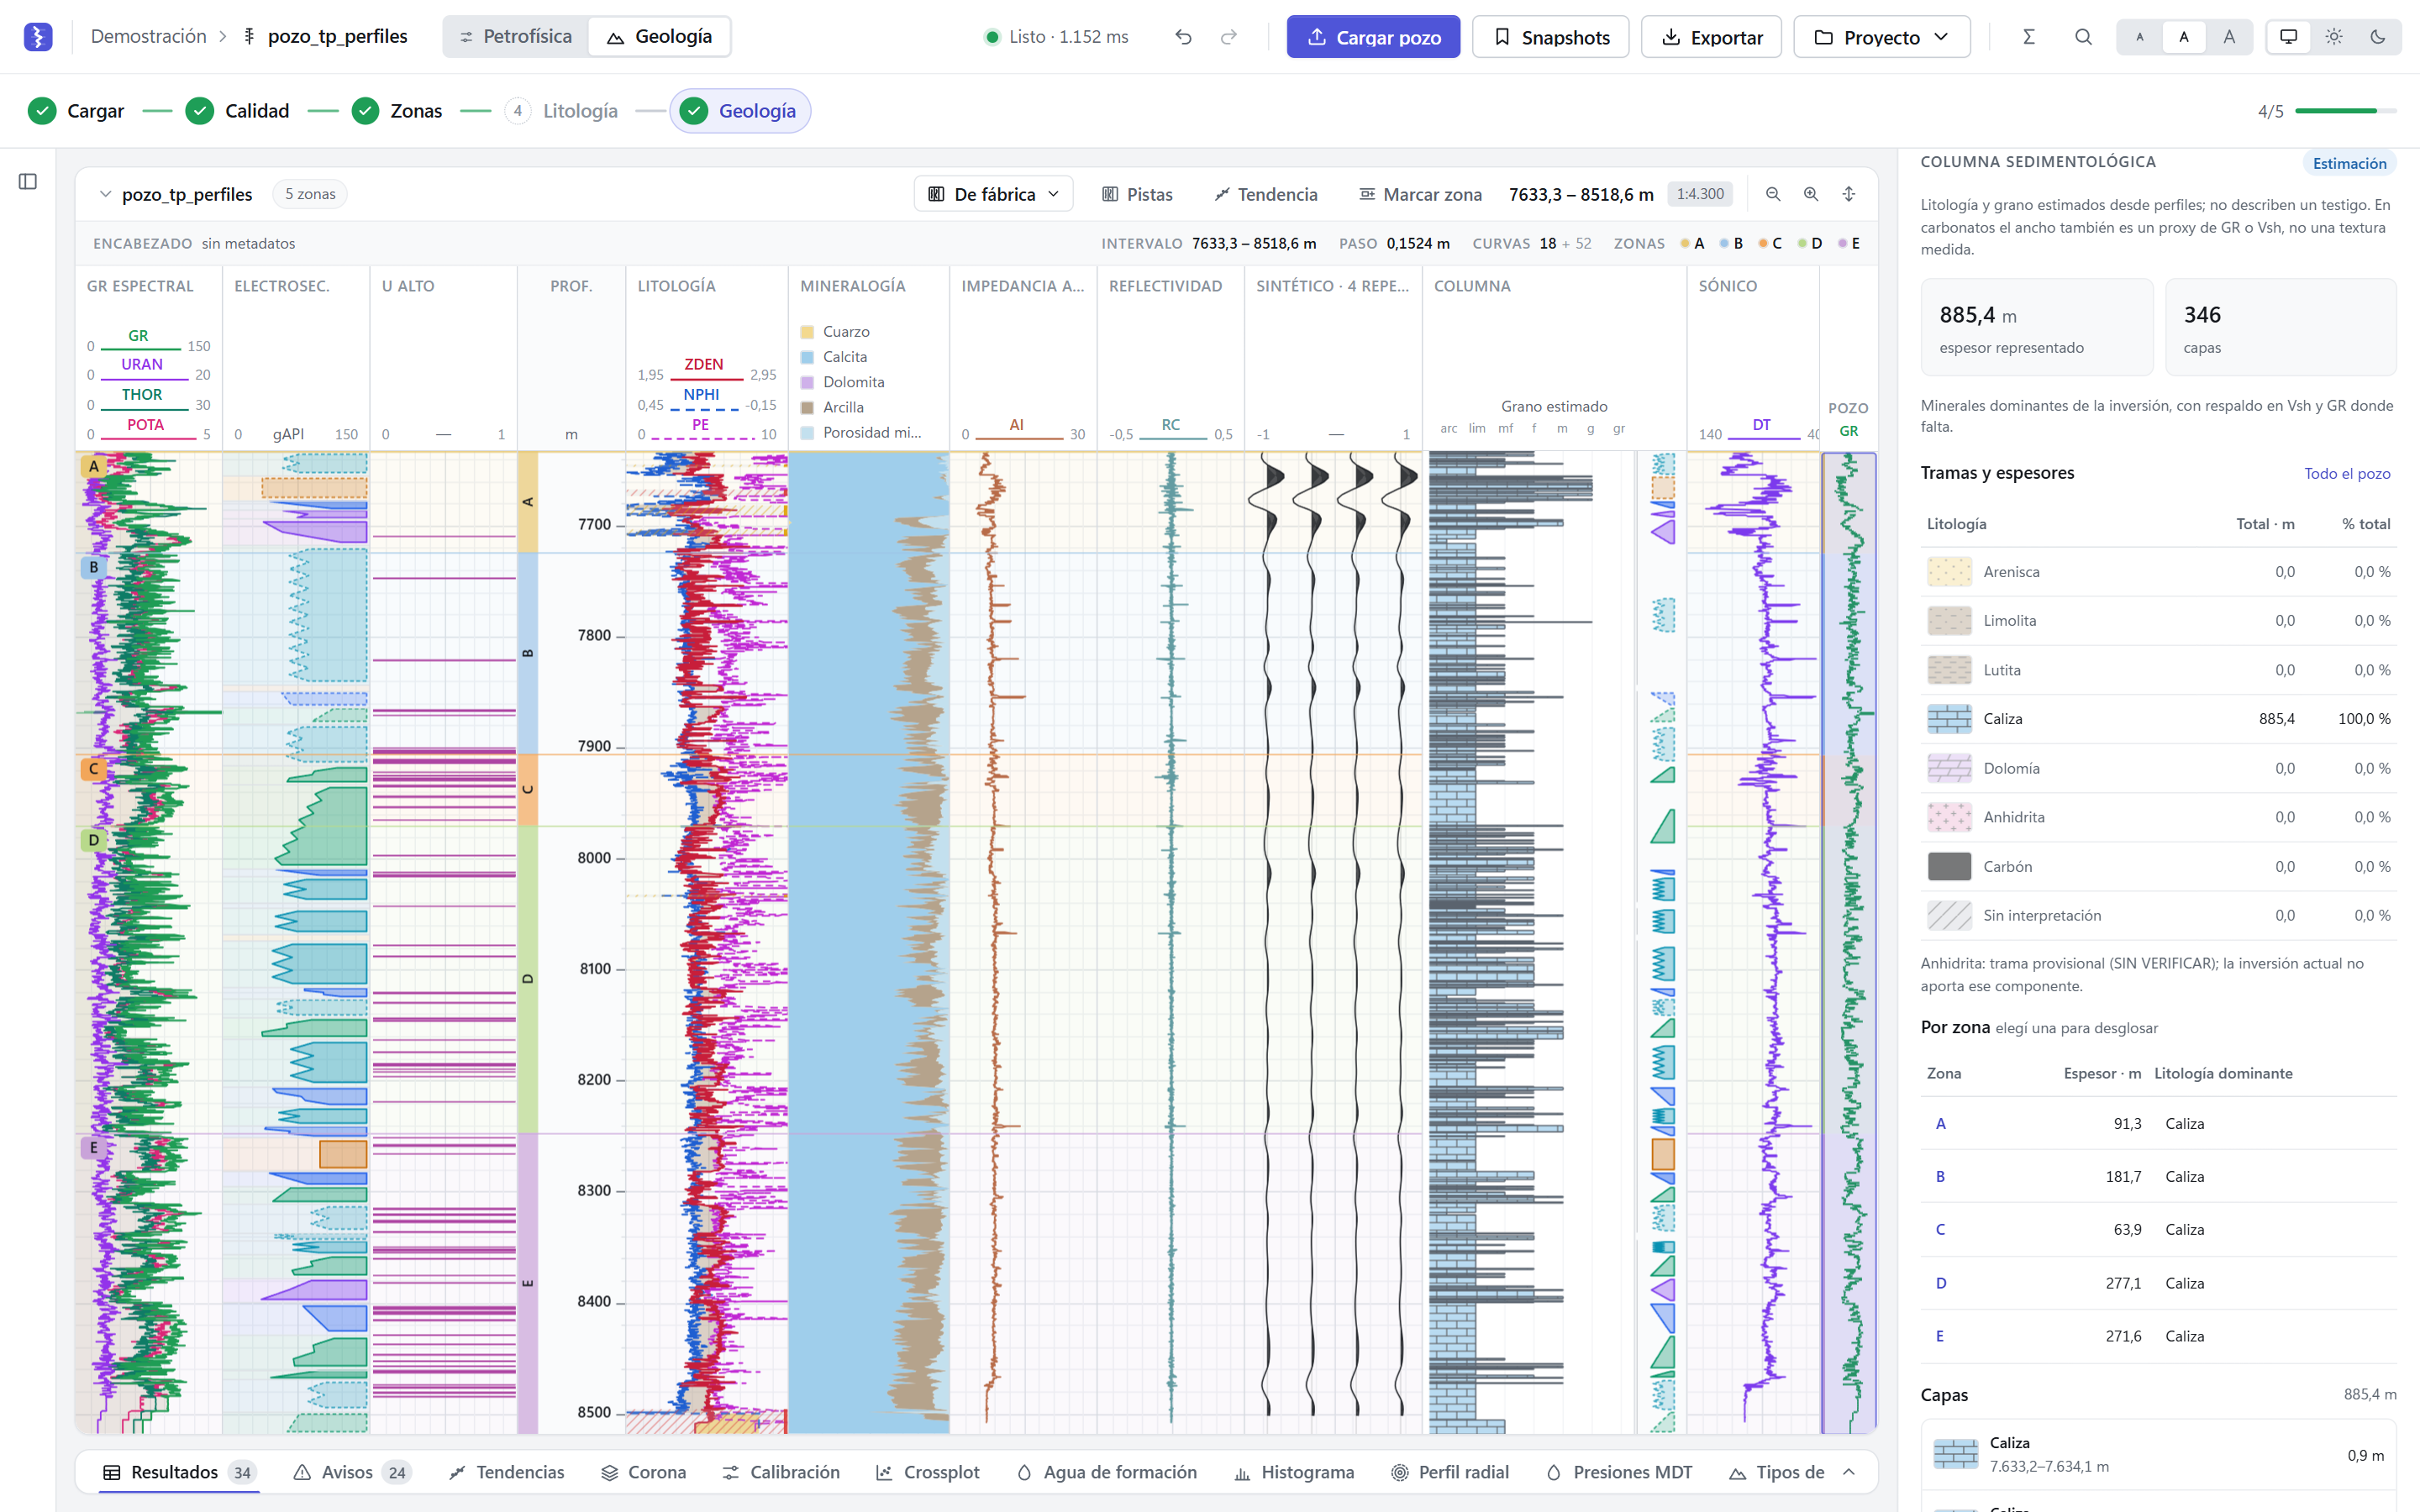 Demostración
pozo_tp_perfiles
Petrofísica
Geología
Listo · 1.152 ms
Cargar pozo
Snapshots
Exportar
Proyecto
Σ
A
A
A
Cargar
Calidad
Zonas
4
Litología
Geología
4/5
pozo_tp_perfiles
5 zonas
De fábrica
Pistas
Tendencia
Marcar zona
7633,3 – 8518,6 m
1:4.300
ENCABEZADO sin metadatos
INTERVALO 7633,3 – 8518,6 m PASO 0,1524 m CURVAS 18 + 52 ZONAS A B C D E
GR ESPECTRAL
0 GR 150
0 URAN 20
0 THOR 30
0 POTA 5
ELECTROSEC.
0 gAPI 150
U ALTO
0 — 1
PROF.
m
LITOLOGÍA
1,95 ZDEN 2,95
0,45 NPHI -0,15
0 PE 10
MINERALOGÍA
Cuarzo
Calcita
Dolomita
Arcilla
Porosidad mi...
IMPEDANCIA A...
0 AI 30
REFLECTIVIDAD
-0,5 RC 0,5
SINTÉTICO · 4 REPE...
-1 — 1
COLUMNA
Grano estimado
arc lim mf f m g gr
SÓNICO
140 DT 40
POZO
GR
A
B
C
D
E
A
B
C
D
E
7700
7800
7900
8000
8100
8200
8300
8400
8500
COLUMNA SEDIMENTOLÓGICA
Estimación
Litología y grano estimados desde perfiles; no describen un testigo. En
carbonatos el ancho también es un proxy de GR o Vsh, no una textura
medida.
885,4 m
espesor representado
346
capas
Minerales dominantes de la inversión, con respaldo en Vsh y GR donde
falta.
Tramas y espesores
Todo el pozo
Litología Total · m % total
Arenisca 0,0 0,0 %
Limolita 0,0 0,0 %
Lutita 0,0 0,0 %
Caliza 885,4 100,0 %
Dolomía 0,0 0,0 %
Anhidrita 0,0 0,0 %
Carbón 0,0 0,0 %
Sin interpretación 0,0 0,0 %
Anhidrita: trama provisional (SIN VERIFICAR); la inversión actual no
aporta ese componente.
Por zona elegí una para desglosar
Zona Espesor · m Litología dominante
A 91,3 Caliza
B 181,7 Caliza
C 63,9 Caliza
D 277,1 Caliza
E 271,6 Caliza
Capas 885,4 m
Caliza
7.633,2–7.634,1 m
0,9 m
Resultados 34
Avisos 24
Tendencias
Corona
Calibración
Crossplot
Agua de formación
Histograma
Perfil radial
Presiones MDT
Tipos de